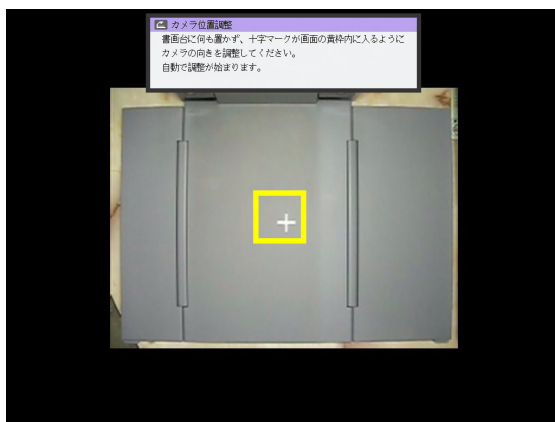 カメラ位置調整
書画台に何も置かず、十字マークが画面の黄枠内に入るように
カメラの向きを調整してください。
自動で調整が始まります。